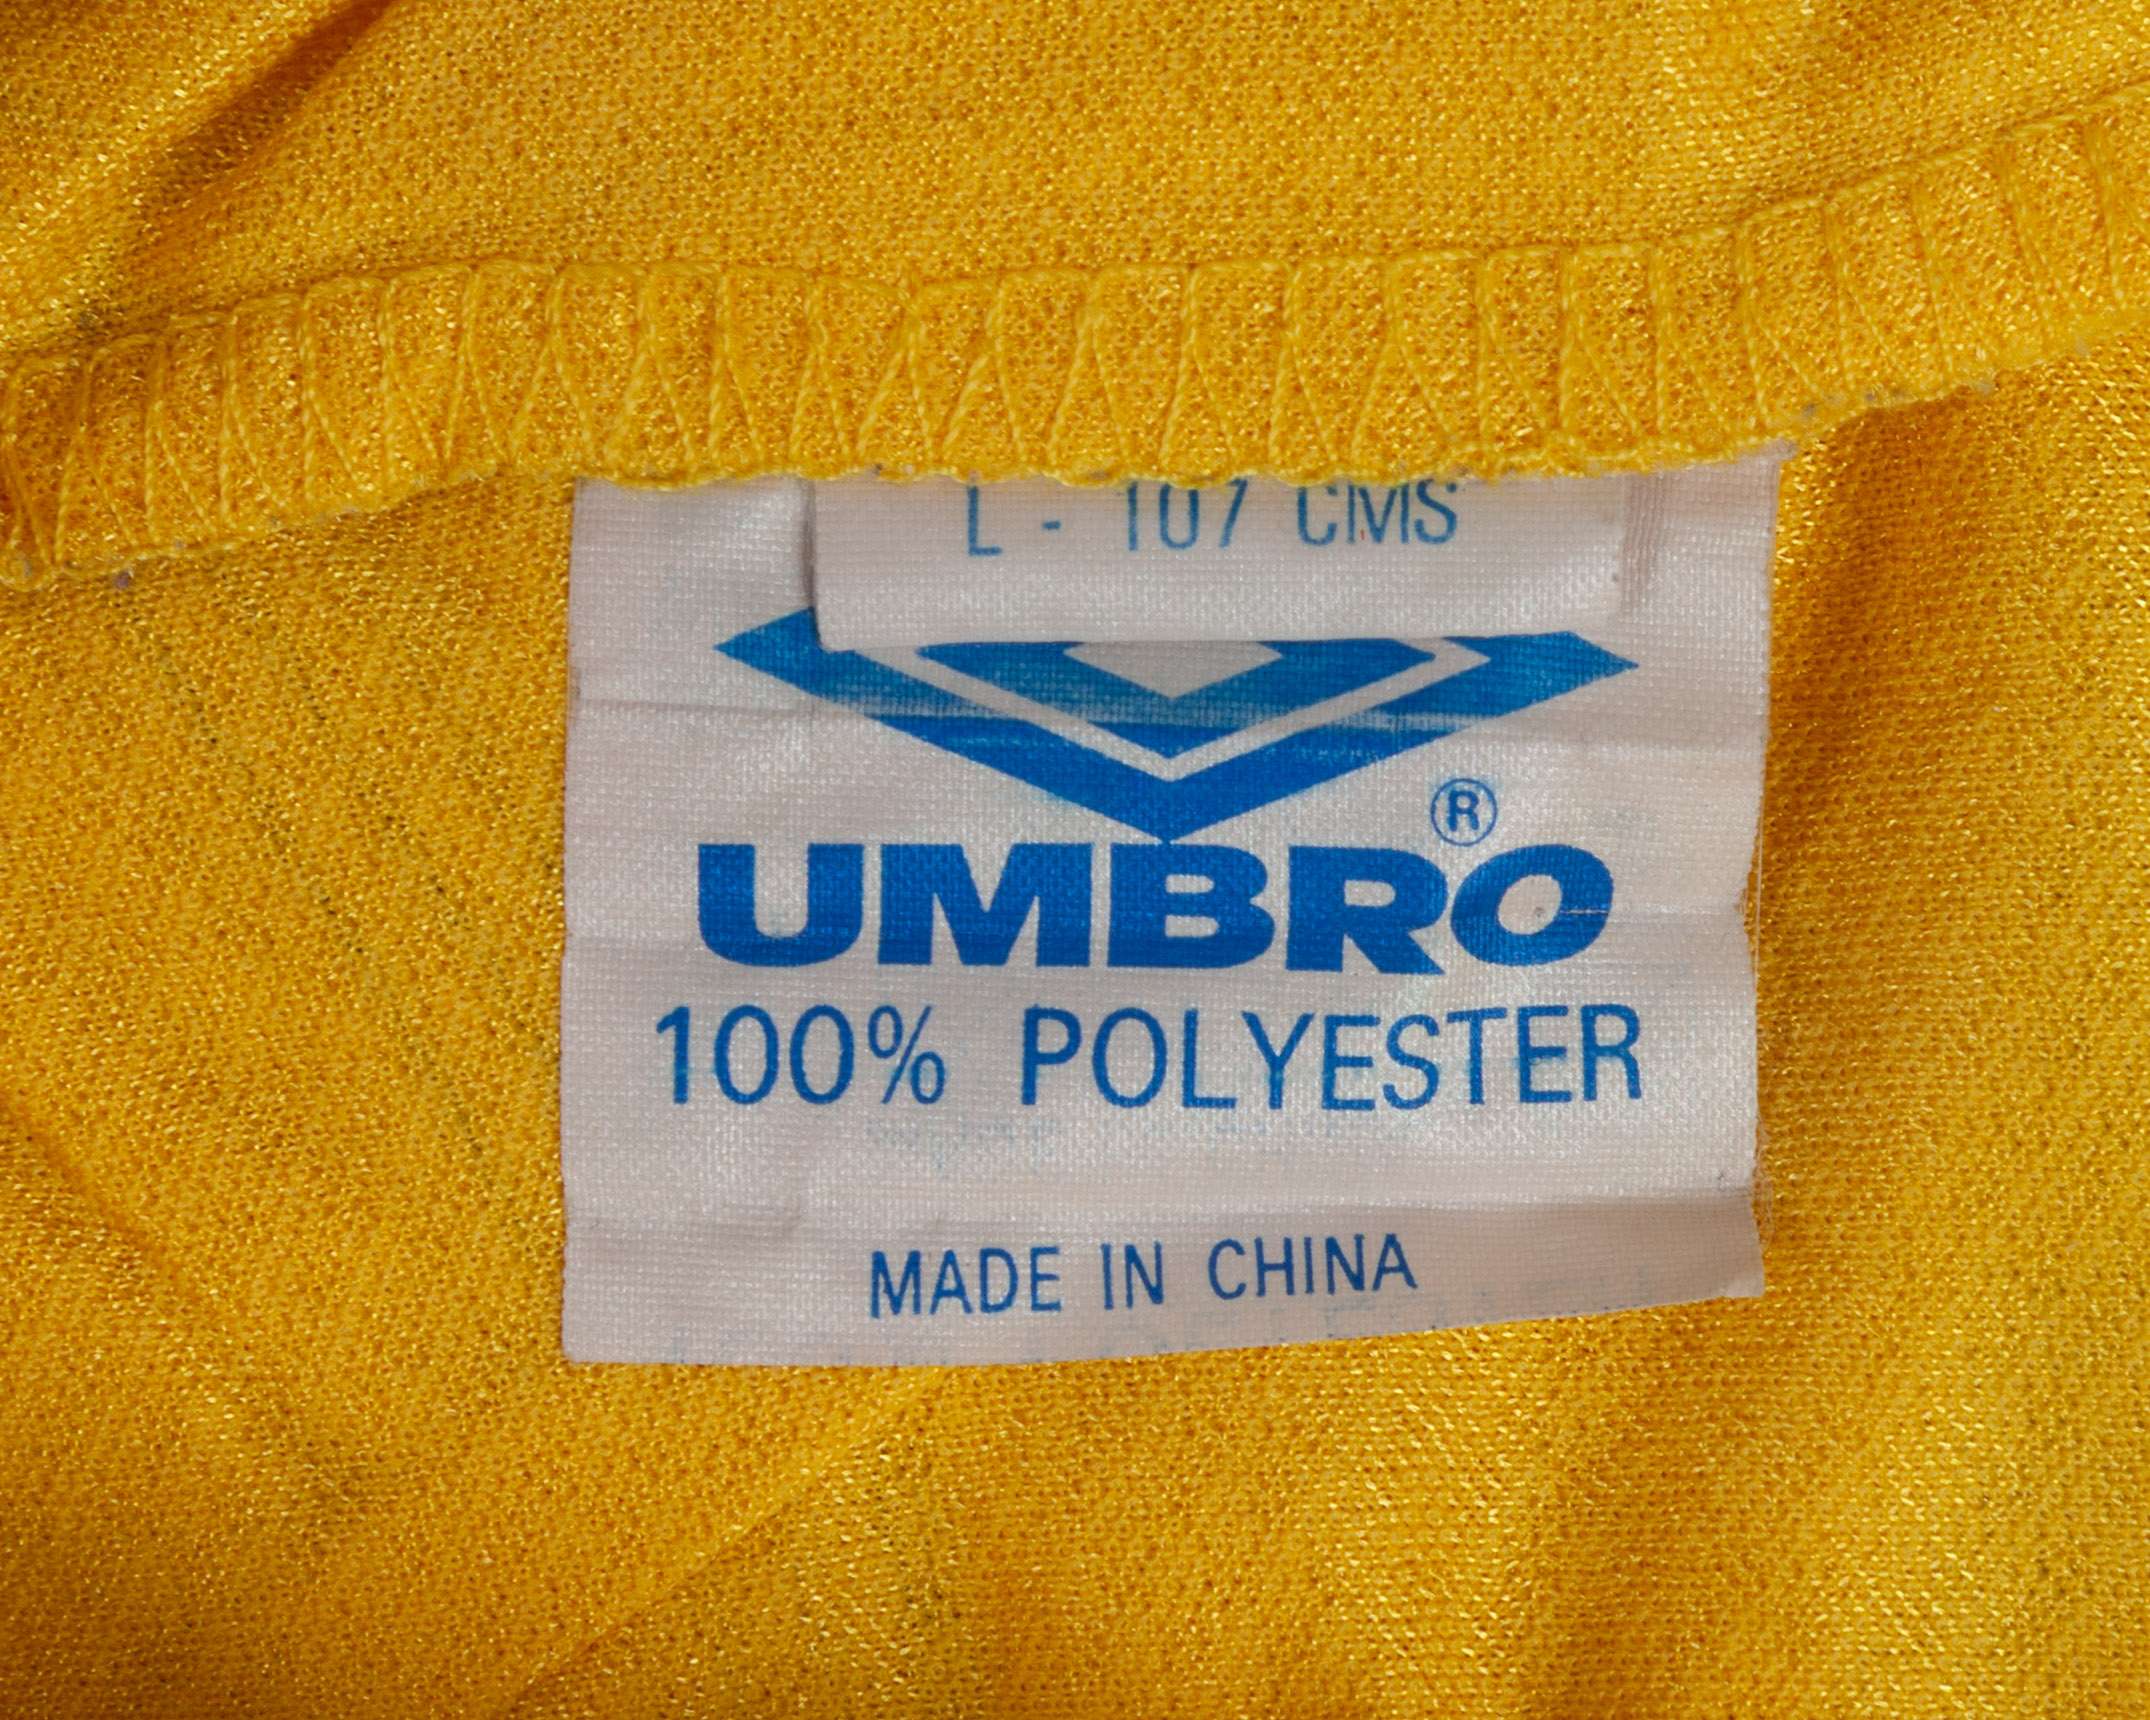 L - 107 CMS
®
UMBRO
100% POLYESTER
MADE IN CHINA